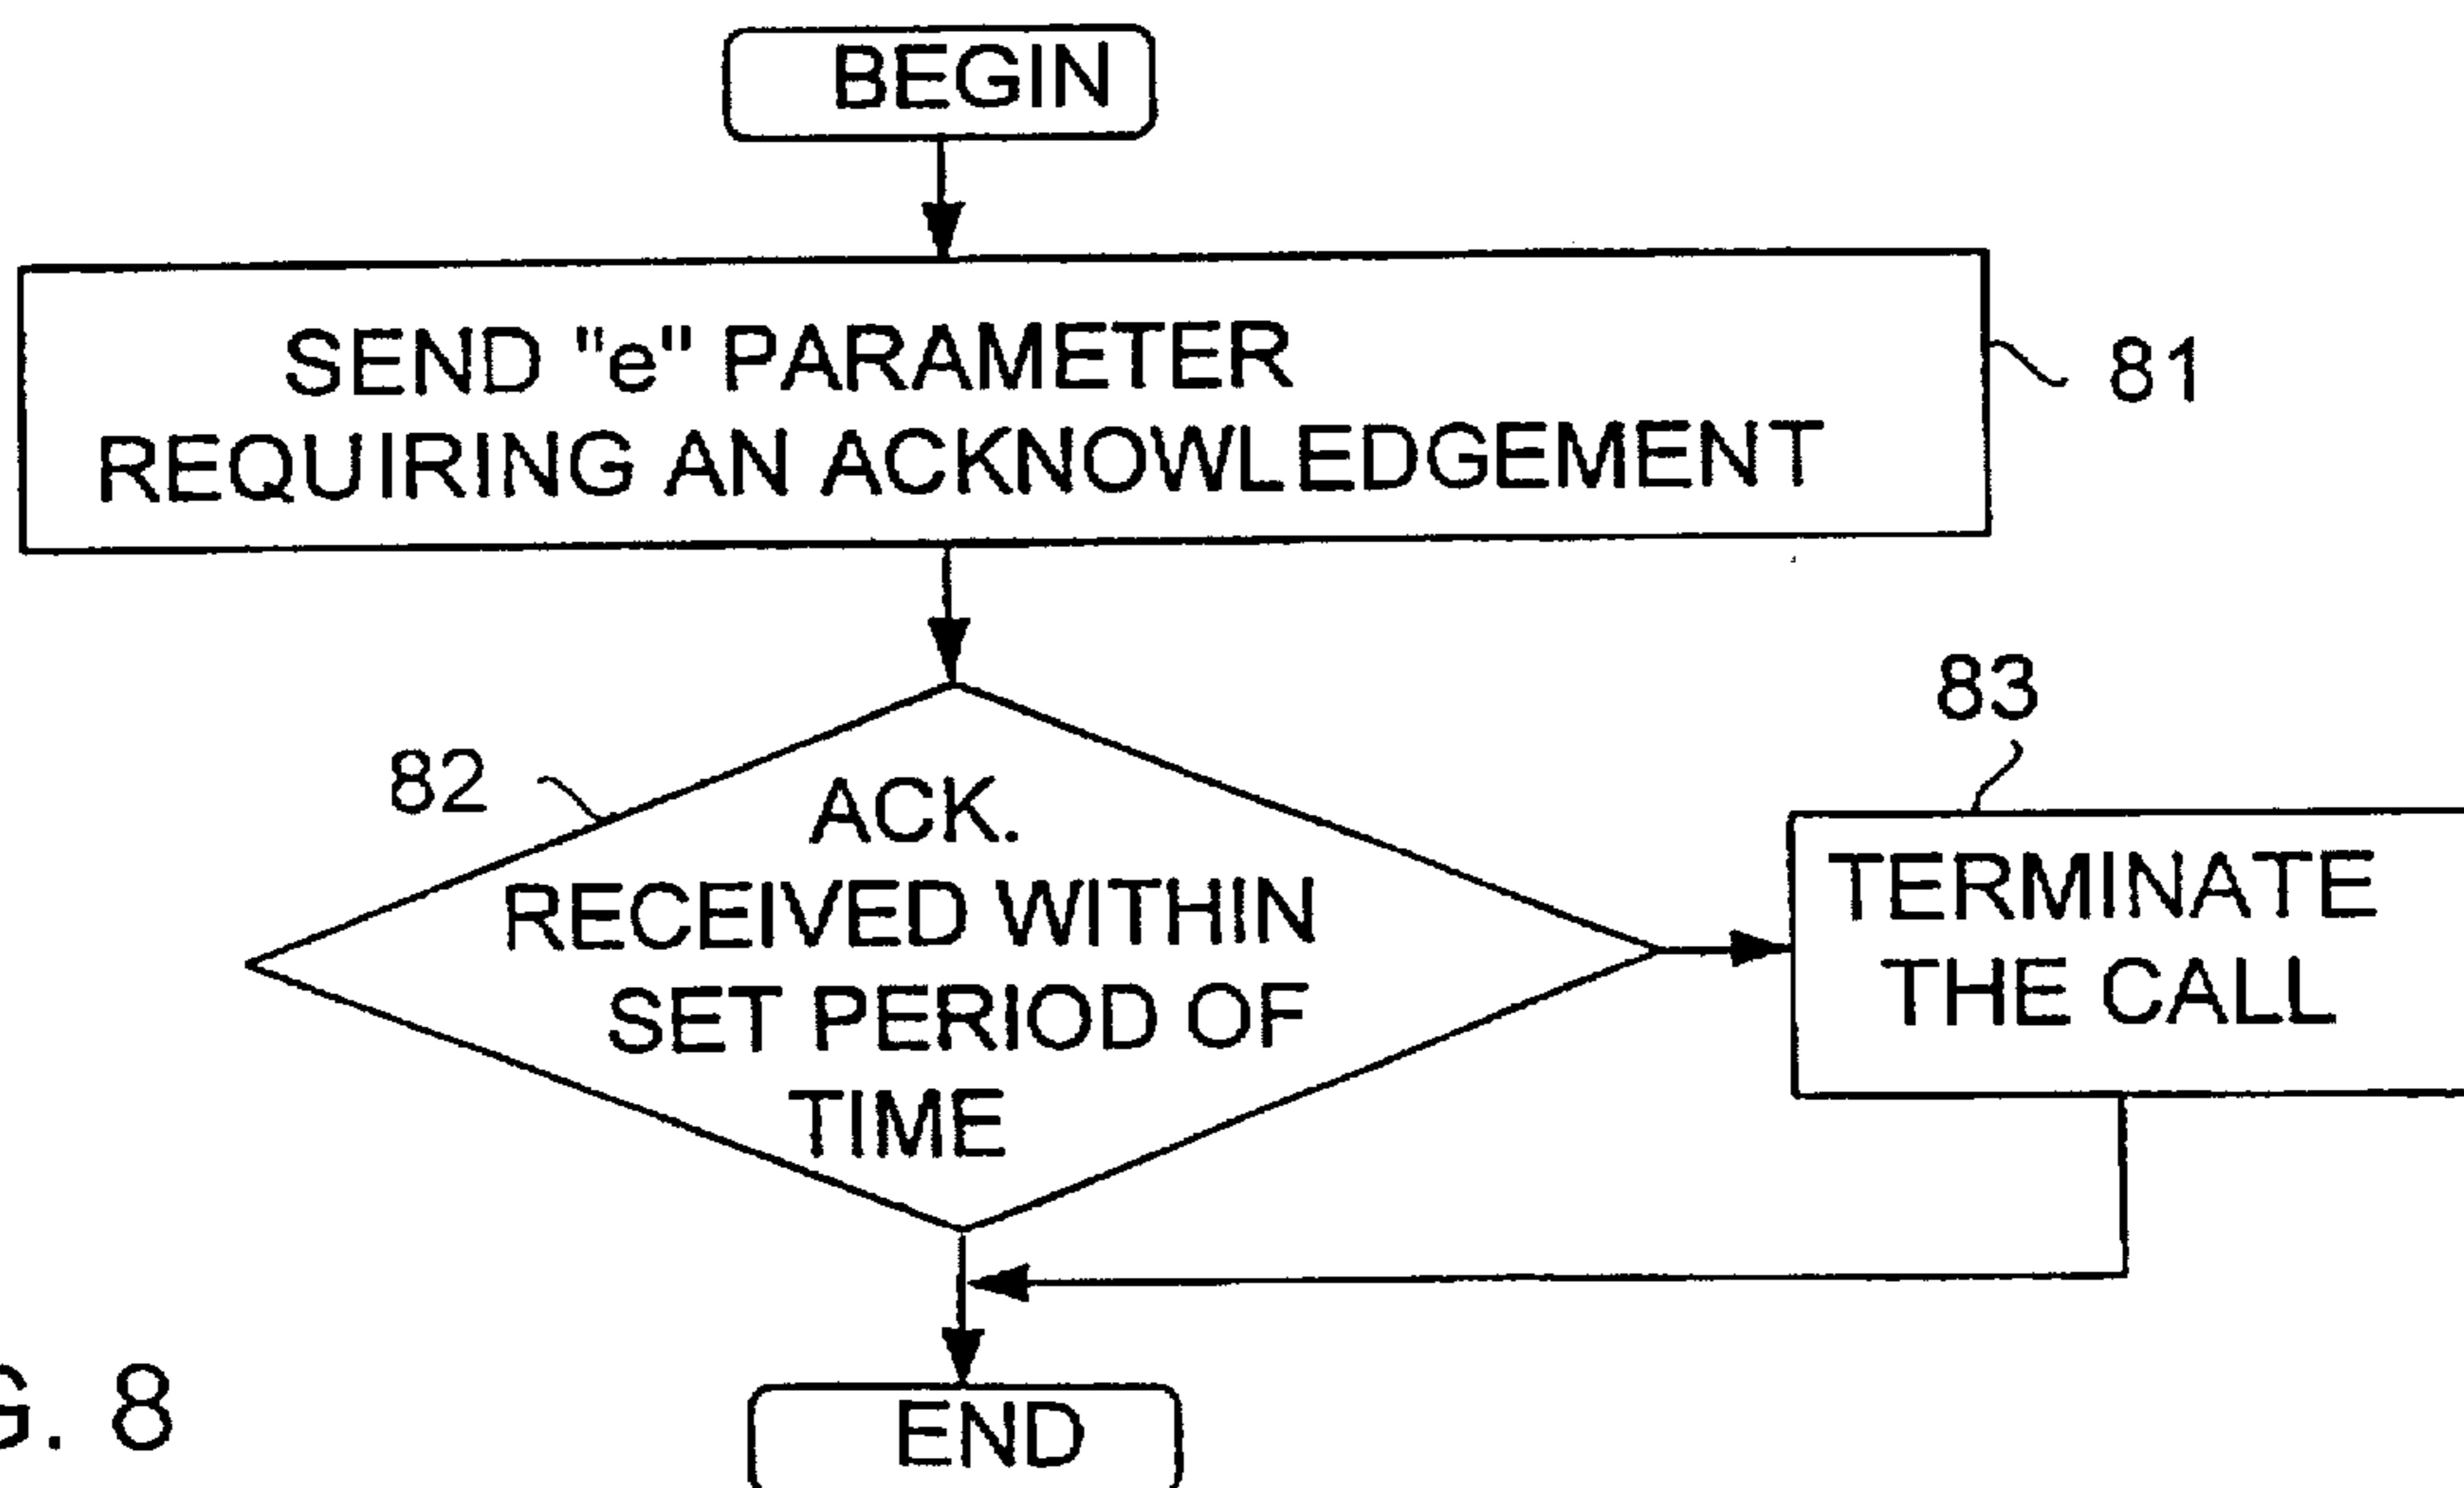 BEGIN
SEND "e" PARAMETER
REQUIRING AN ACKNOWLEDGEMENT
81
82
ACK.
RECEIVED WITHIN
SET PERIOD OF
TIME
83
TERMINATE
THE CALL
G. 8
END